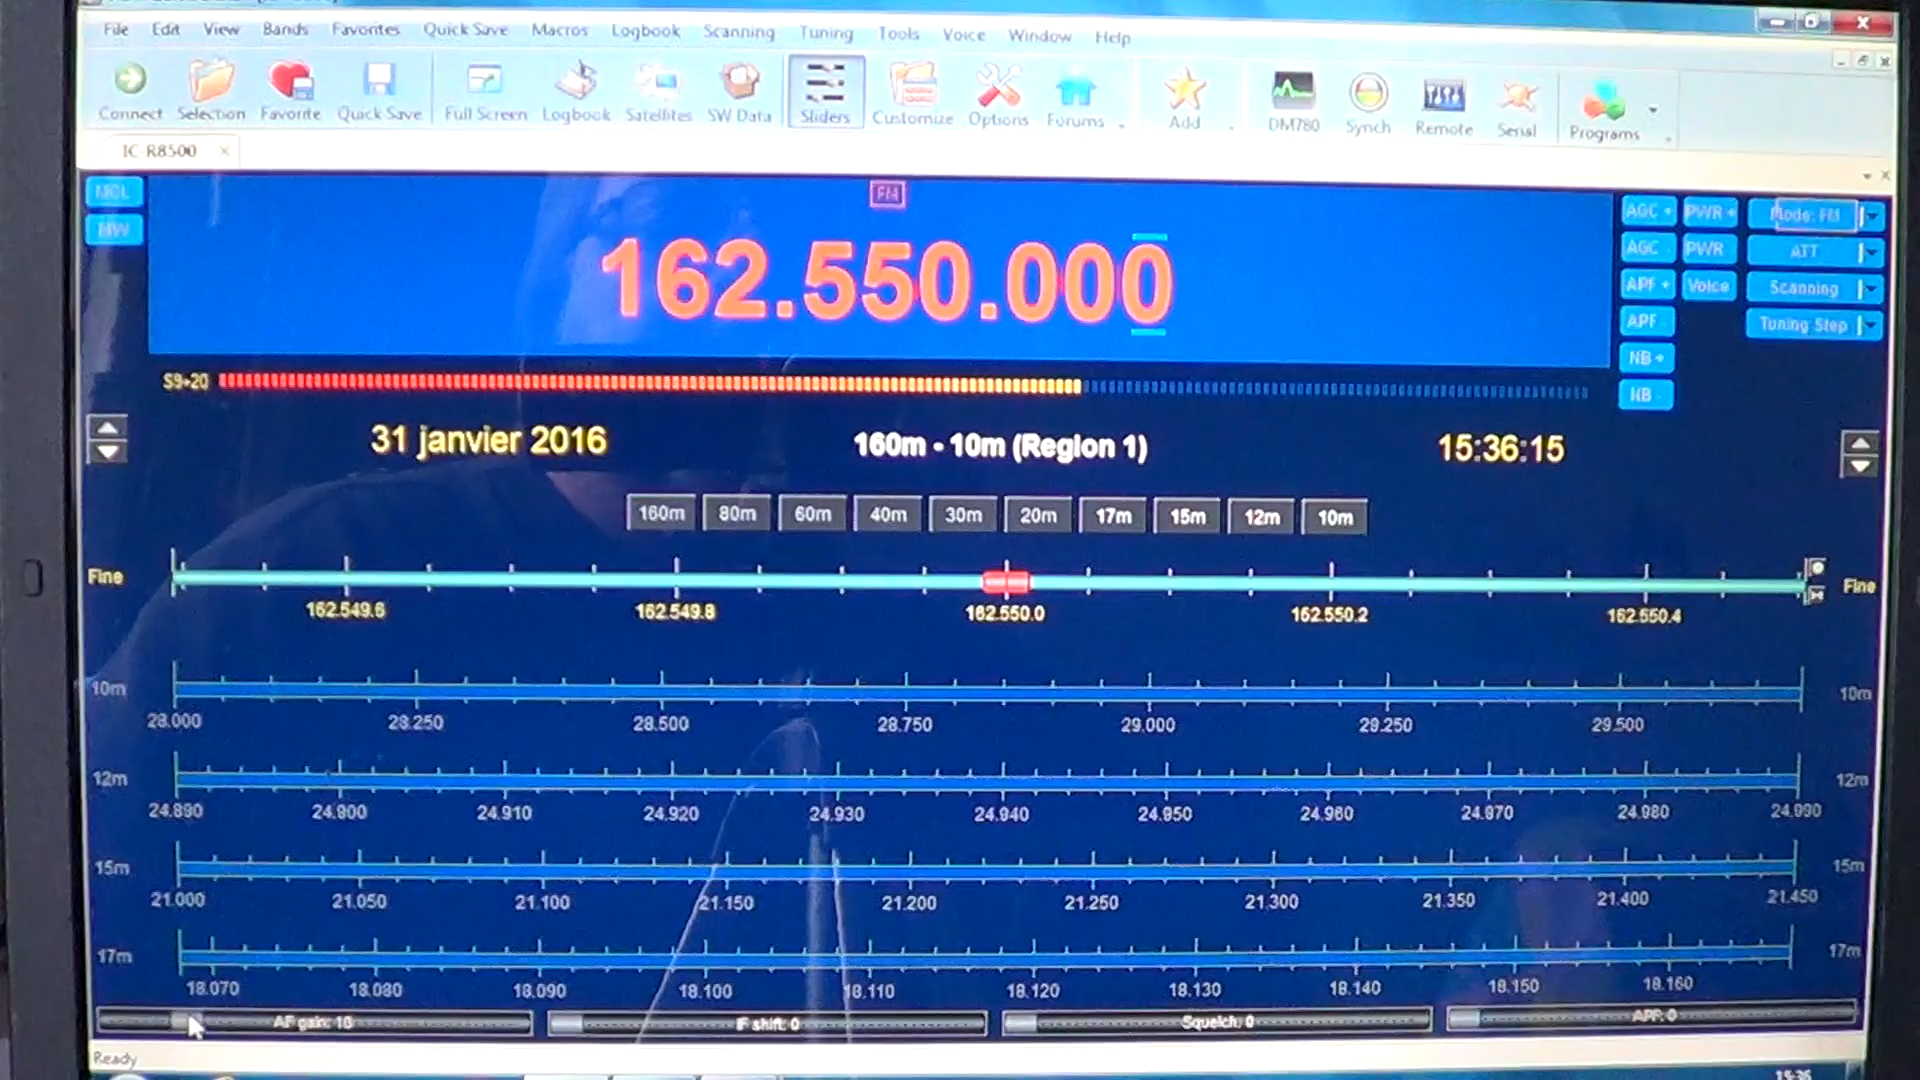 File Edit View Bands Favorites Quick Save Macros Logbook Scanning Tuning Tools Voice Window Help
Connect Selection Favorite Quick Save Full Screen Logbook Satellites SW Data Sliders Customize Options Forums Add DM780 Synch Remote Serial Programs
IC R8500
MCL FM AGC + PWR + Mode: FM
MW AGC - PWR - ATT
162.550.000 APF + Voice Scanning
APF - Tuning Step
NB +
S9+20 NB -
31 janvier 2016 160m - 10m (Region 1) 15:36:15
160m 80m 60m 40m 30m 20m 17m 15m 12m 10m
Fine Fine
162.549.6 162.549.8 162.550.0 162.550.2 162.550.4
10m 10m
28.000 28.250 28.500 28.750 29.000 29.250 29.500
12m 12m
24.890 24.900 24.910 24.920 24.930 24.940 24.950 24.960 24.970 24.980 24.990
15m 15m
21.000 21.050 21.100 21.150 21.200 21.250 21.300 21.350 21.400 21.450
17m 17m
18.070 18.080 18.090 18.100 18.110 18.120 18.130 18.140 18.150 18.160
AF gain: 18 IF shift: 0 Squelch: 0 APF: 0
Ready
15:36